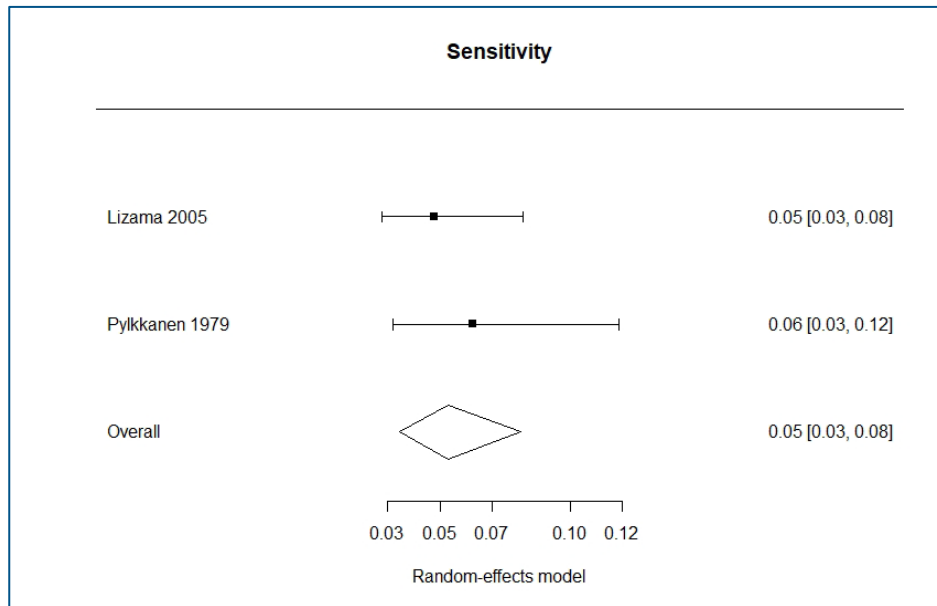 Sensitivity
Lizama 2005 0.05 [0.03, 0.08]
Pylkkanen 1979 0.06 [0.03, 0.12]
Overall 0.05 [0.03, 0.08]
0.03 0.05 0.07 0.10 0.12
Random-effects model